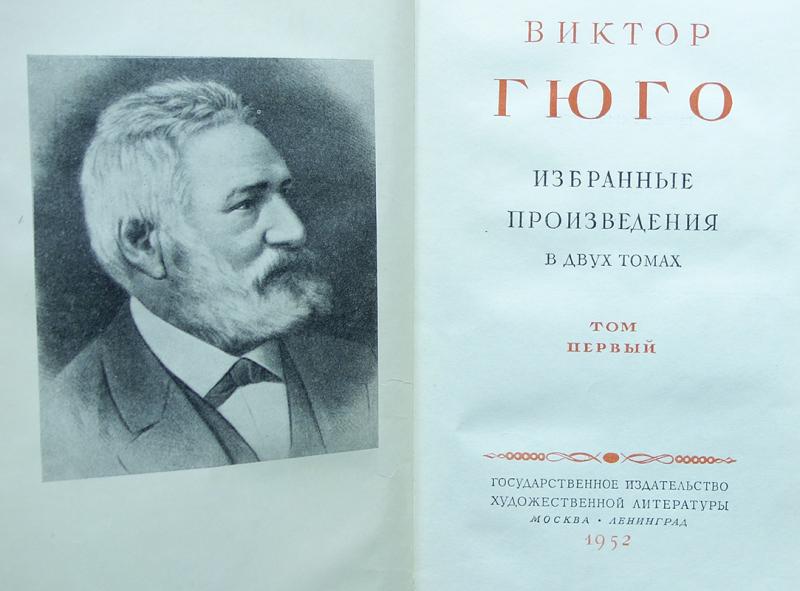 ВИКТОР
ГЮГО
ИЗБРАННЫЕ
ПРОИЗВЕДЕНИЯ
В ДВУХ ТОМАХ
ТОМ
ПЕРВЫЙ
ГОСУДАРСТВЕННОЕ ИЗДАТЕЛЬСТВО
ХУДОЖЕСТВЕННОЙ ЛИТЕРАТУРЫ
МОСКВА • ЛЕНИНГРАД
1952